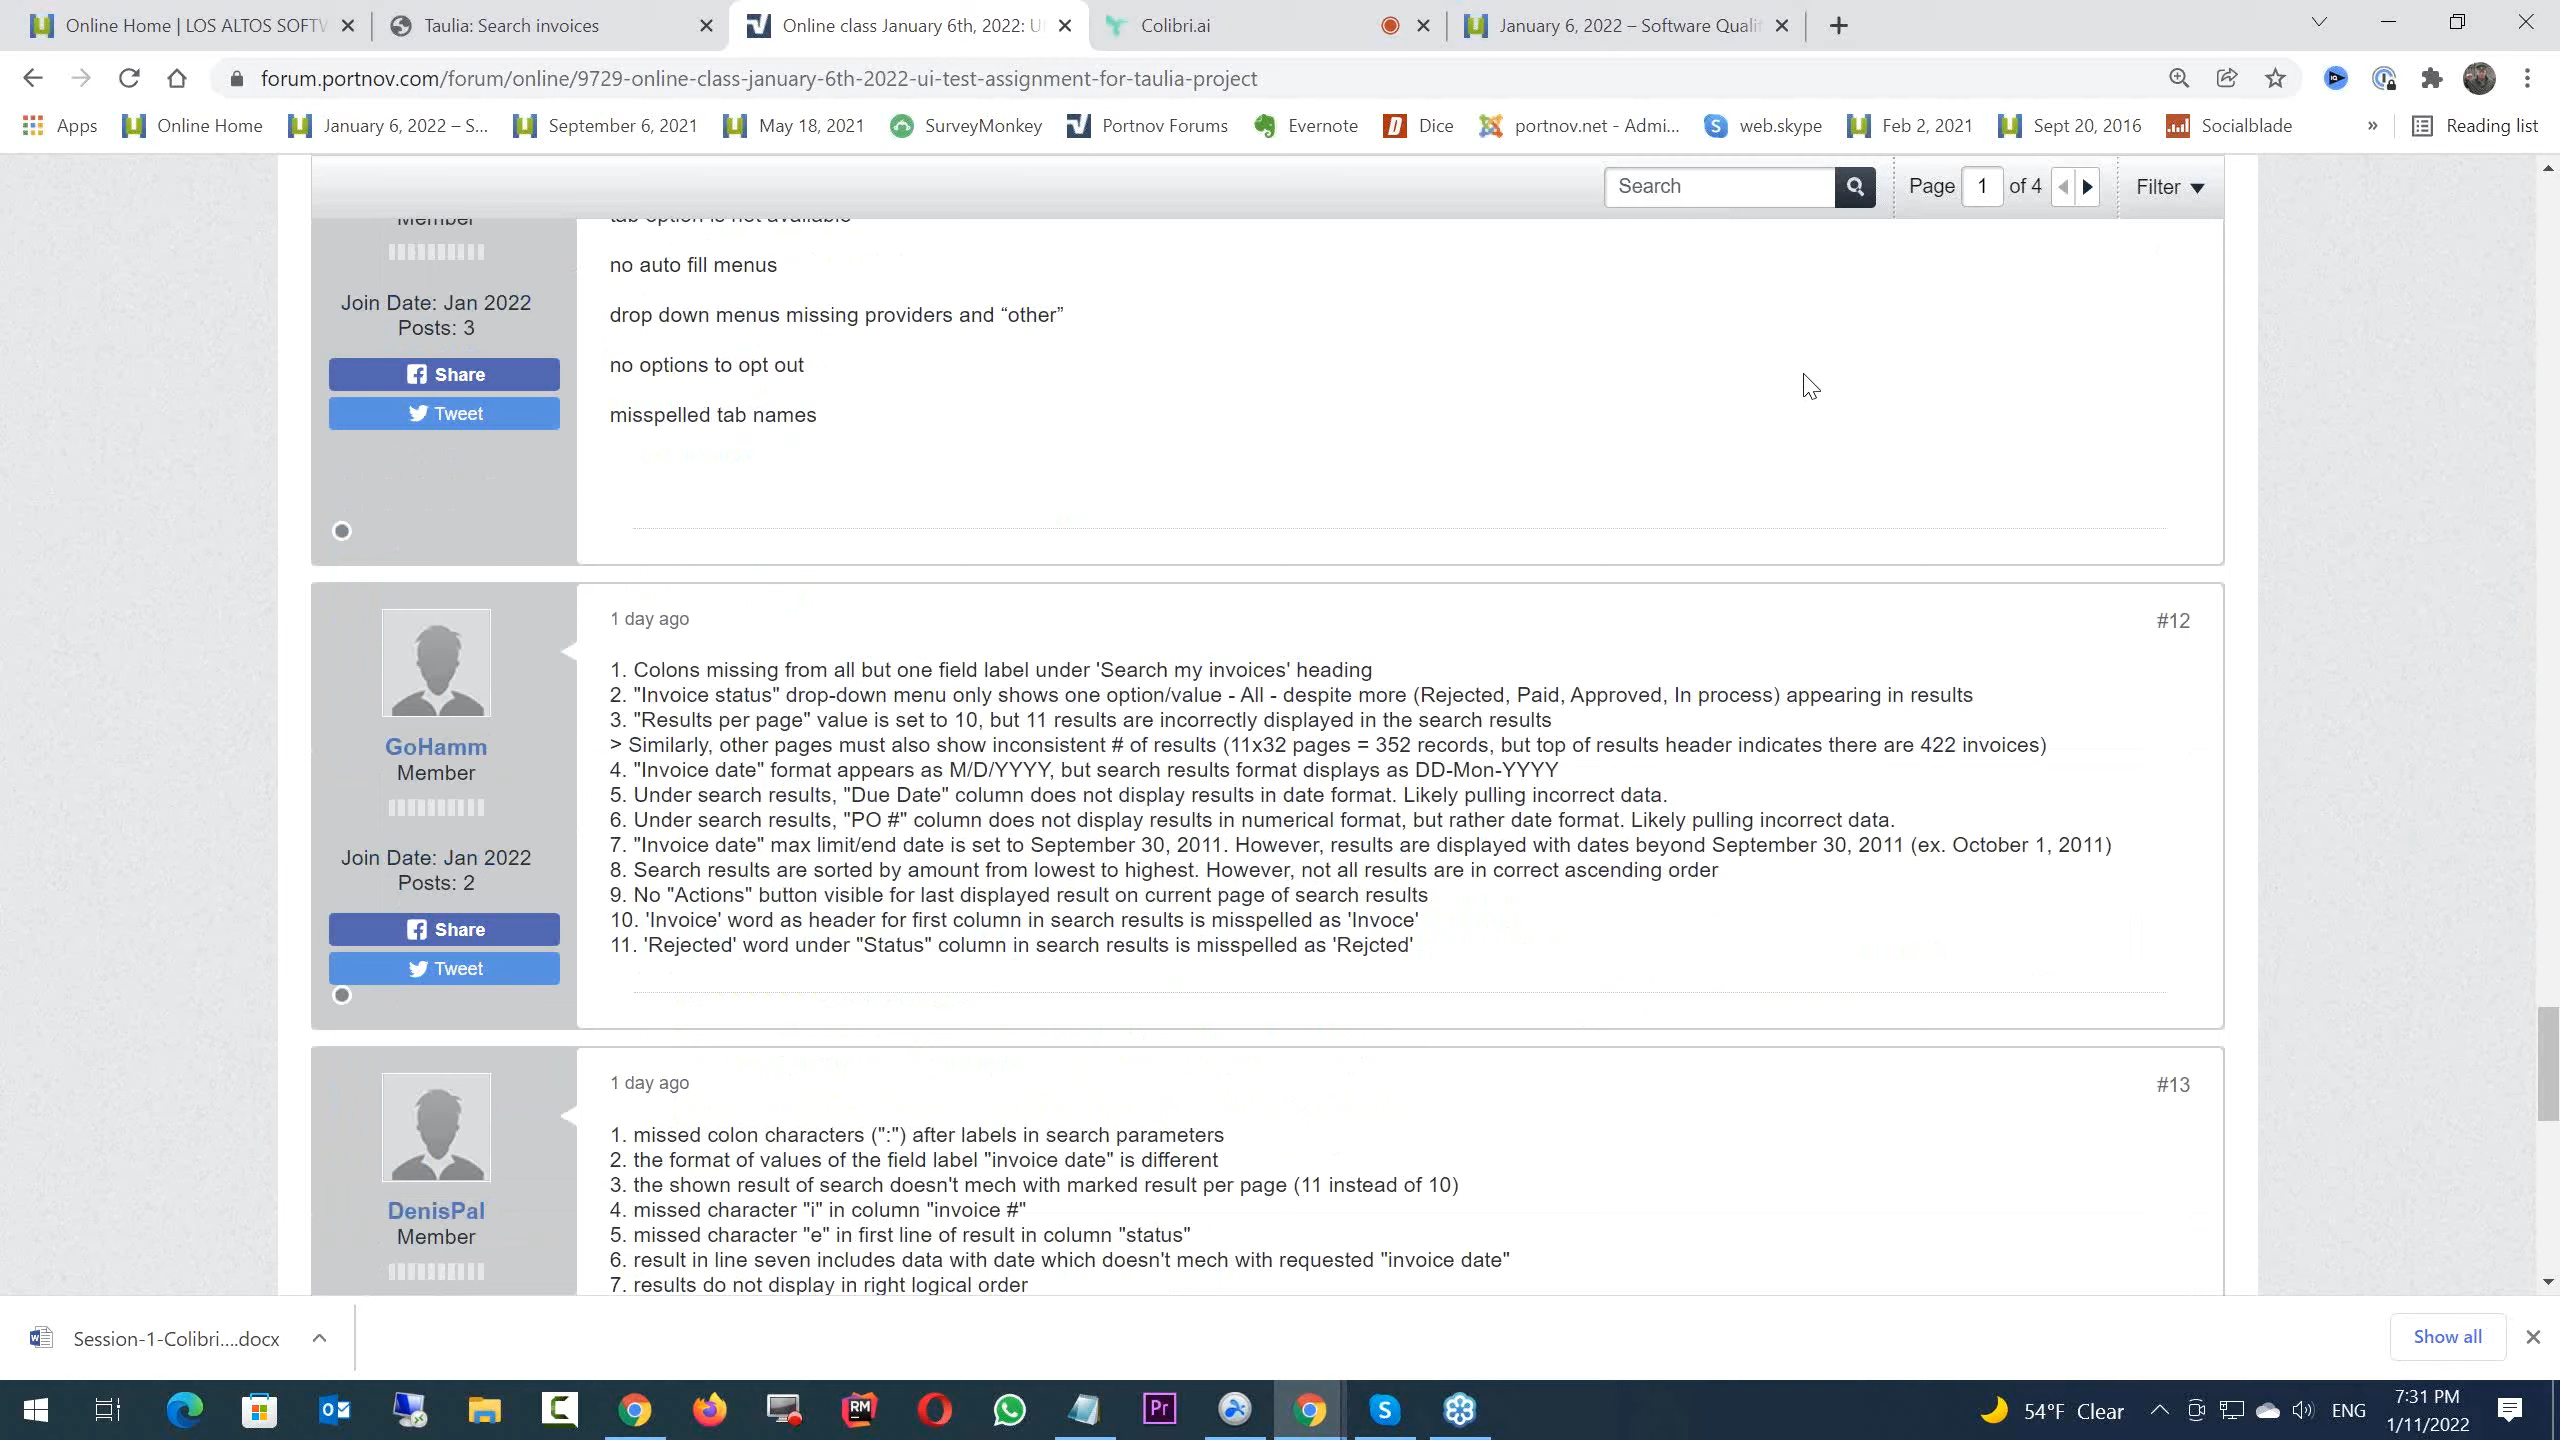 Online Home | LOS ALTOS SOFTW
Taulia: Search invoices
Online class January 6th, 2022: U
Colibri.ai
January 6, 2022 – Software Quali
forum.portnov.com/forum/online/9729-online-class-january-6th-2022-ui-test-assignment-for-taulia-project
Apps
Online Home
January 6, 2022 – S...
September 6, 2021
May 18, 2021
SurveyMonkey
Portnov Forums
Evernote
Dice
portnov.net - Admi...
web.skype
Feb 2, 2021
Sept 20, 2016
Socialblade
»
Reading list
Search
Page 1 of 4
Filter
Member
tab option is not available
no auto fill menus
Join Date: Jan 2022
Posts: 3
drop down menus missing providers and “other”
Share
no options to opt out
Tweet
misspelled tab names
1 day ago
#12
GoHamm
Member
Join Date: Jan 2022
Posts: 2
Share
Tweet
1. Colons missing from all but one field label under 'Search my invoices' heading
2. "Invoice status" drop-down menu only shows one option/value - All - despite more (Rejected, Paid, Approved, In process) appearing in results
3. "Results per page" value is set to 10, but 11 results are incorrectly displayed in the search results
> Similarly, other pages must also show inconsistent # of results (11x32 pages = 352 records, but top of results header indicates there are 422 invoices)
4. "Invoice date" format appears as M/D/YYYY, but search results format displays as DD-Mon-YYYY
5. Under search results, "Due Date" column does not display results in date format. Likely pulling incorrect data.
6. Under search results, "PO #" column does not display results in numerical format, but rather date format. Likely pulling incorrect data.
7. "Invoice date" max limit/end date is set to September 30, 2011. However, results are displayed with dates beyond September 30, 2011 (ex. October 1, 2011)
8. Search results are sorted by amount from lowest to highest. However, not all results are in correct ascending order
9. No "Actions" button visible for last displayed result on current page of search results
10. 'Invoice' word as header for first column in search results is misspelled as 'Invoce'
11. 'Rejected' word under "Status" column in search results is misspelled as 'Rejcted'
1 day ago
#13
DenisPal
Member
1. missed colon characters (":") after labels in search parameters
2. the format of values of the field label "invoice date" is different
3. the shown result of search doesn't mech with marked result per page (11 instead of 10)
4. missed character "i" in column "invoice #"
5. missed character "e" in first line of result in column "status"
6. result in line seven includes data with date which doesn't mech with requested "invoice date"
7. results do not display in right logical order
Session-1-Colibri....docx
Show all
54°F Clear
ENG
7:31 PM
1/11/2022